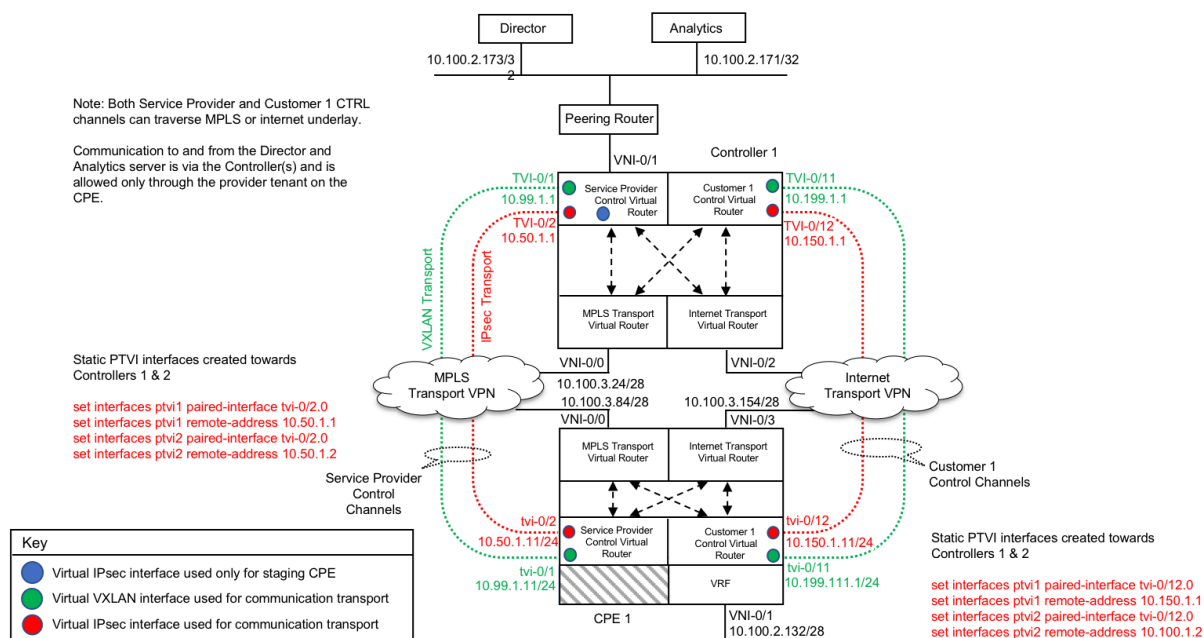 Director
Analytics
10.100.2.173/3
2
10.100.2.171/32
Note: Both Service Provider and Customer 1 CTRL
channels can traverse MPLS or internet underlay.
Communication to and from the Director and
Analytics server is via the Controller(s) and is
allowed only through the provider tenant on the
CPE.
Peering Router
VNI-0/1
Controller 1
TVI-0/1
10.99.1.1
TVI-0/2
10.50.1.1
Service Provider
Control Virtual
Router
Customer 1
Control Virtual
Router
TVI-0/11
10.199.1.1
TVI-0/12
10.150.1.1
VXLAN Transport
IPsec Transport
MPLS Transport
Virtual Router
Internet Transport
Virtual Router
VNI-0/0
VNI-0/2
MPLS
Transport VPN
Internet
Transport VPN
10.100.3.24/28
10.100.3.84/28
10.100.3.154/28
VNI-0/0
VNI-0/3
Static PTVI interfaces created towards
Controllers 1 & 2
set interfaces ptvi1 paired-interface tvi-0/2.0
set interfaces ptvi1 remote-address 10.50.1.1
set interfaces ptvi2 paired-interface tvi-0/2.0
set interfaces ptvi2 remote-address 10.50.1.2
MPLS Transport
Virtual Router
Internet Transport
Virtual Router
Service Provider
Control
Channels
Customer 1
Control Channels
tvi-0/2
10.50.1.11/24
tvi-0/1
10.99.1.11/24
Service Provider
Control Virtual
Router
Customer 1
Control Virtual
Router
tvi-0/12
10.150.1.11/24
tvi-0/11
10.199.111.1/24
VRF
CPE 1
VNI-0/1
10.100.2.132/28
Key
Virtual IPsec interface used only for staging CPE
Virtual VXLAN interface used for communication transport
Virtual IPsec interface used for communication transport
Static PTVI interfaces created towards
Controllers 1 & 2
set interfaces ptvi1 paired-interface tvi-0/12.0
set interfaces ptvi1 remote-address 10.150.1.1
set interfaces ptvi2 paired-interface tvi-0/12.0
set interfaces ptvi2 remote-address 10.100.1.2